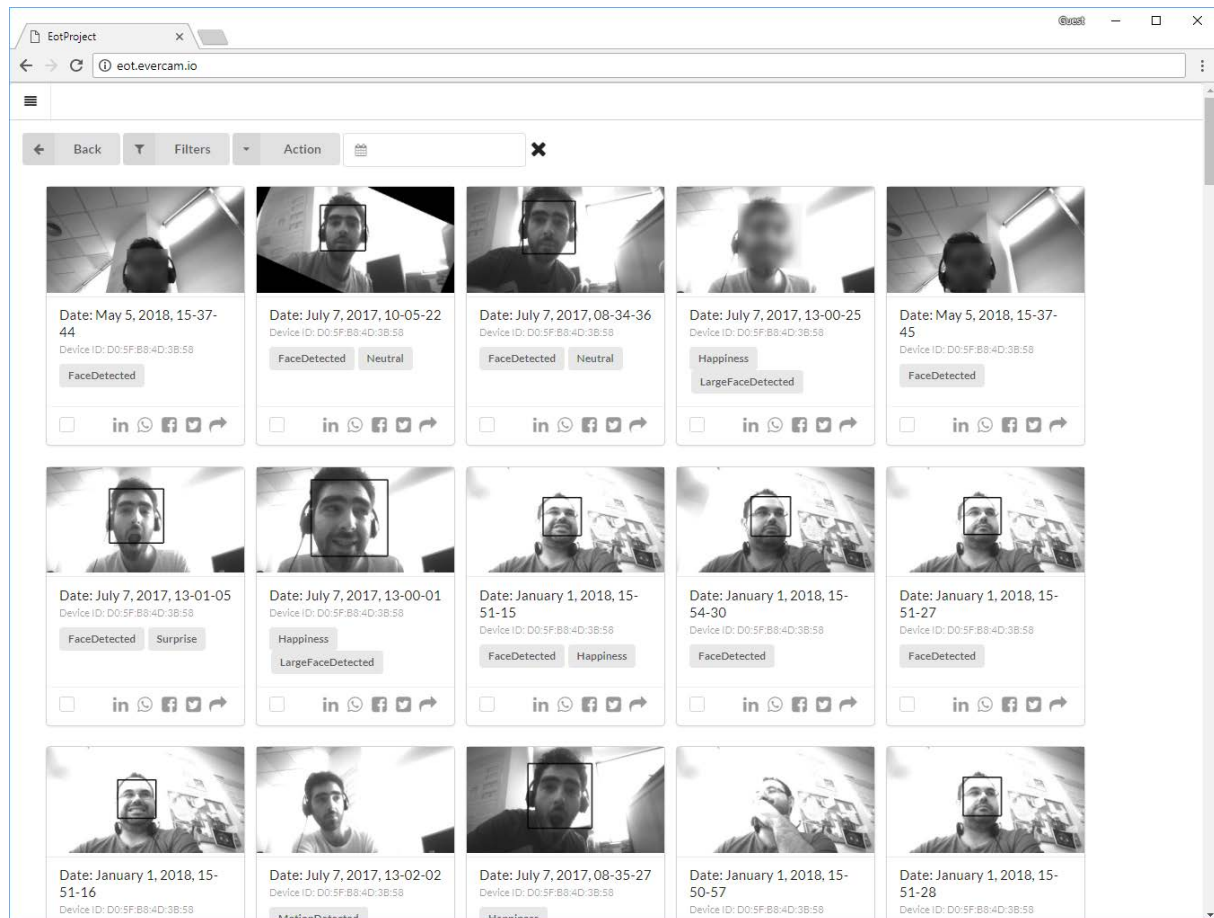 Guest
EotProject
eot.evercam.io
Back Filters Action
Date: May 5, 2018, 15-37-
44
Device ID: D0:5F:B8:4D:3B:58
FaceDetected
Date: July 7, 2017, 10-05-22
Device ID: D0:5F:B8:4D:3B:58
FaceDetected Neutral
Date: July 7, 2017, 08-34-36
Device ID: D0:5F:B8:4D:3B:58
FaceDetected Neutral
Date: July 7, 2017, 13-00-25
Device ID: D0:5F:B8:4D:3B:58
Happiness
LargeFaceDetected
Date: May 5, 2018, 15-37-
45
Device ID: D0:5F:B8:4D:3B:58
FaceDetected
in
in
in
in
in
Date: July 7, 2017, 13-01-05
Device ID: D0:5F:B8:4D:3B:58
FaceDetected Surprise
Date: July 7, 2017, 13-00-01
Device ID: D0:5F:B8:4D:3B:58
Happiness
LargeFaceDetected
Date: January 1, 2018, 15-
51-15
Device ID: D0:5F:B8:4D:3B:58
FaceDetected Happiness
Date: January 1, 2018, 15-
54-30
Device ID: D0:5F:B8:4D:3B:58
FaceDetected
Date: January 1, 2018, 15-
51-27
Device ID: D0:5F:B8:4D:3B:58
FaceDetected
in
in
in
in
in
Date: January 1, 2018, 15-
51-16
Device ID: D0:5F:B8:4D:3B:58
Date: July 7, 2017, 13-02-02
Device ID: D0:5F:B8:4D:3B:58
MotionDetected
Date: July 7, 2017, 08-35-27
Device ID: D0:5F:B8:4D:3B:58
Happiness
Date: January 1, 2018, 15-
50-57
Device ID: D0:5F:B8:4D:3B:58
Date: January 1, 2018, 15-
51-28
Device ID: D0:5F:B8:4D:3B:58